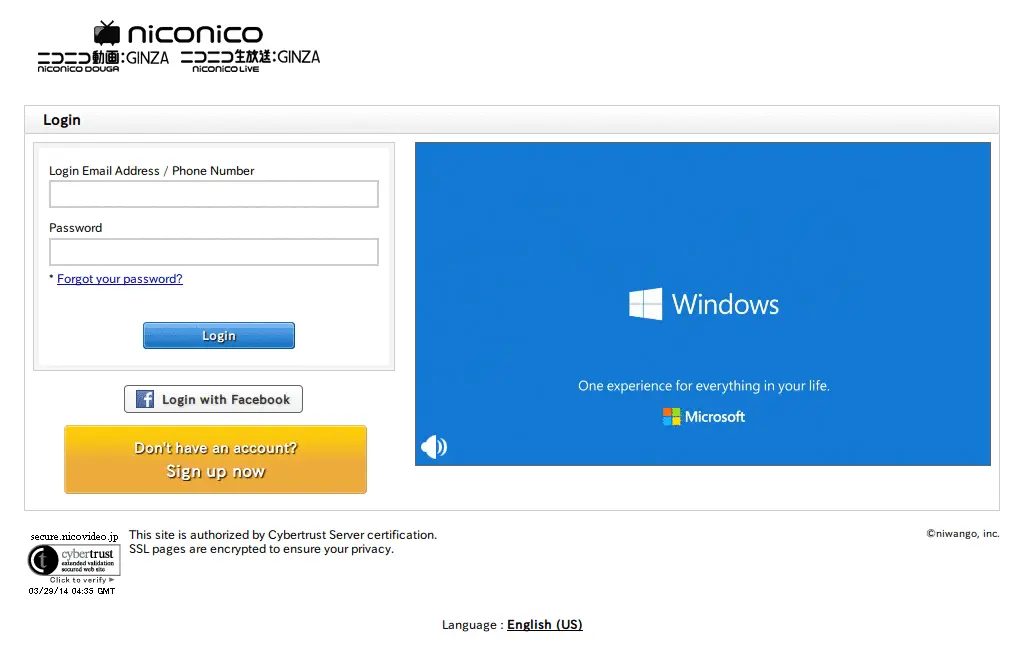 niconico
ニコニコ動画:GINZA ニコニコ生放送:GINZA
NICONICO DOUGA NICONICO LIVE
Login
Login Email Address / Phone Number
Password
* Forgot your password?
Login
Login with Facebook
Don't have an account?
Sign up now
Windows
One experience for everything in your life.
Microsoft
secure.nicovideo.jp
cybertrust
extended validation
secured web site
Click to verify
03/29/14 04:35 GMT
This site is authorized by Cybertrust Server certification.
SSL pages are encrypted to ensure your privacy.
©niwango, inc.
Language : English (US)